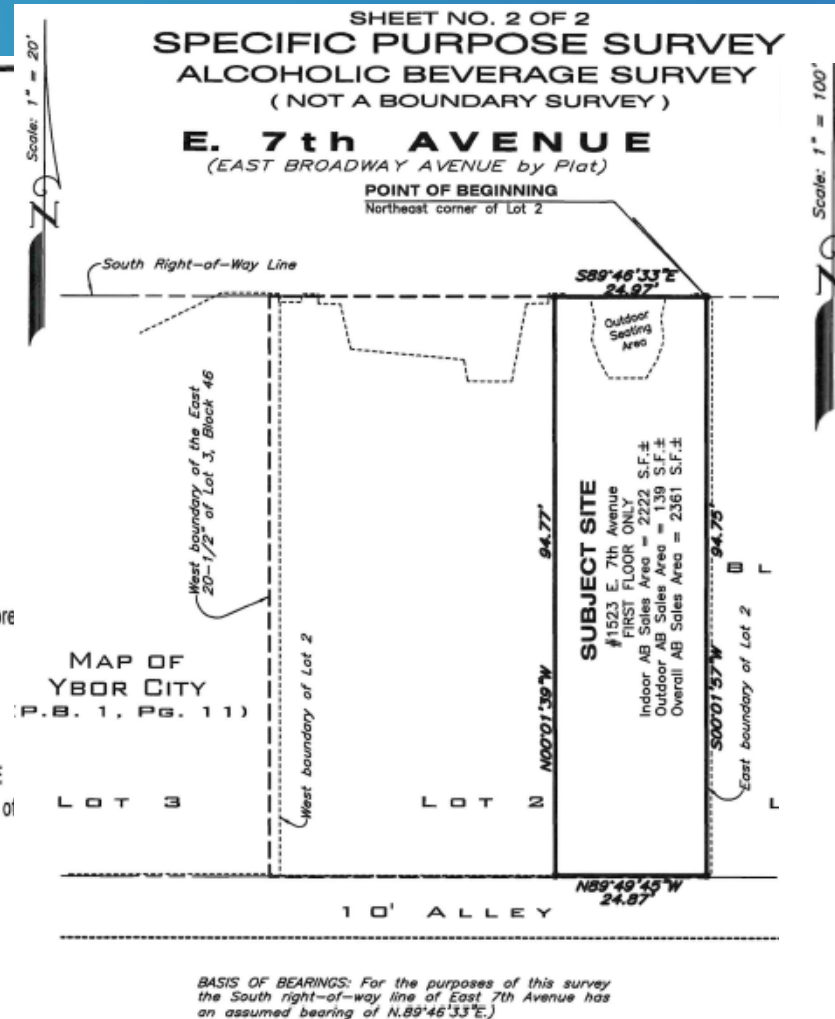 SHEET NO. 2 OF 2
SPECIFIC PURPOSE SURVEY
ALCOHOLIC BEVERAGE SURVEY
( NOT A BOUNDARY SURVEY )
Scale: 1" = 20'
Scale: 1" = 100'
E. 7th AVENUE
(EAST BROADWAY AVENUE by Plat)
POINT OF BEGINNING
Northeast corner of Lot 2
South Right-of-Way Line
S89°46'33"E
24.97'
Outdoor
Seating
Area
West boundary of the East
20-1/2" of Lot 3, Block 46
94.77'
N00°01'39"W
SUBJECT SITE
#1523 E. 7th Avenue
FIRST FLOOR ONLY
Indoor AB Sales Area = 2222 S.F.±
Outdoor AB Sales Area = 139 S.F.±
Overall AB Sales Area = 2361 S.F.±
94.75'
S00°01'57"W
B L
East boundary of Lot 2
West boundary of Lot 2
ore
MAP OF
YBOR CITY
P.B. 1, PG. 11)
of
LOT 3
LOT 2
L
N89°49'45"W
24.87'
10' ALLEY
BASIS OF BEARINGS: For the purposes of this survey
the South right-of-way line of East 7th Avenue has
an assumed bearing of N.89°46'33"E.)